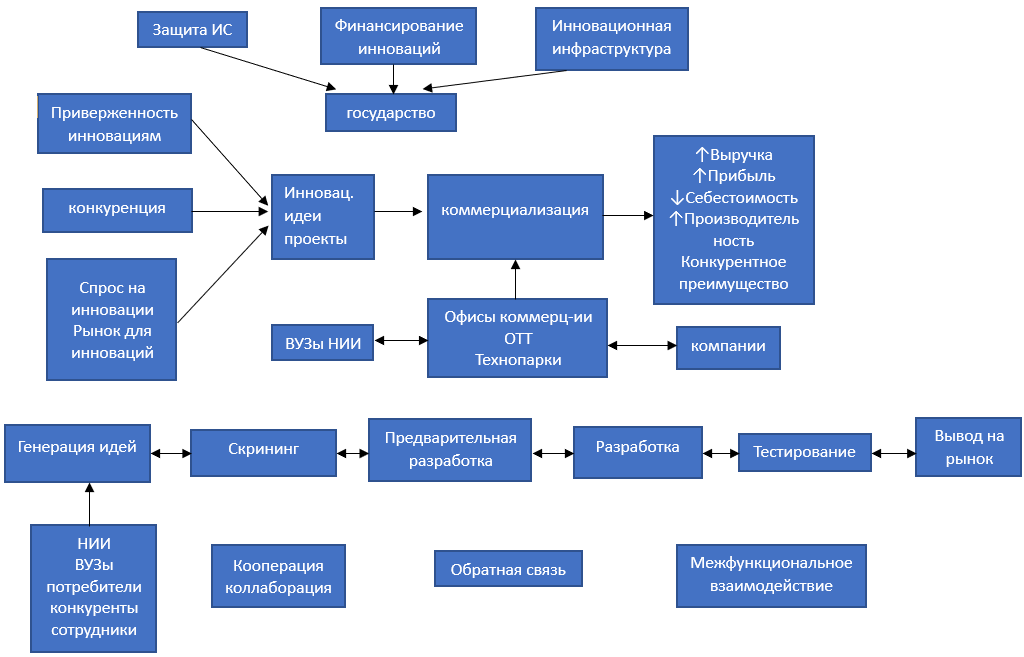 Защита ИС
Финансирование
инноваций
Инновационная
инфраструктура
государство
Приверженность
инновациям
конкуренция
Спрос на
инновации
Рынок для
инноваций
Инновац.
идеи
проекты
коммерциализация
↑Выручка
↑Прибыль
↓Себестоимость
↑Производитель
ность
Конкурентное
преимущество
ВУЗы НИИ
Офисы коммерц-ии
ОТТ
Технопарки
компании
Генерация идей
Скрининг
Предварительная
разработка
Разработка
Тестирование
Вывод на
рынок
НИИ
ВУЗы
потребители
конкуренты
сотрудники
Кооперация
коллаборация
Обратная связь
Межфункциональное
взаимодействие